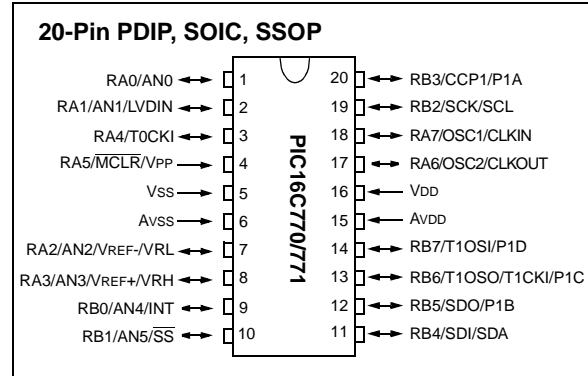 20-Pin PDIP, SOIC, SSOP
RA0/AN0 1 20 RB3/CCP1/P1A
RA1/AN1/LVDIN 2 19 RB2/SCK/SCL
RA4/T0CKI 3 18 RA7/OSC1/CLKIN
RA5/MCLR/VPP 4 17 RA6/OSC2/CLKOUT
VSS 5 16 VDD
AVSS 6 15 AVDD
RA2/AN2/VREF-/VRL 7 14 RB7/T1OSI/P1D
RA3/AN3/VREF+/VRH 8 13 RB6/T1OSO/T1CKI/P1C
RB0/AN4/INT 9 12 RB5/SDO/P1B
RB1/AN5/SS 10 11 RB4/SDI/SDA
PIC16C770/771